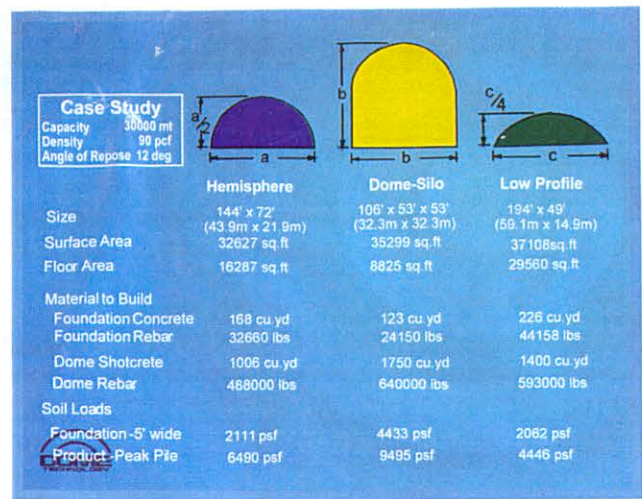 Case Study
Capacity 30000 mt
Density 90 pcf
Angle of Repose 12 deg
a/2
a
b
b
c/4
c
Hemisphere Dome-Silo Low Profile
Size 144' x 72' 106' x 53' x 53' 194' x 49'
(43.9m x 21.9m) (32.3m x 32.3m) (59.1m x 14.9m)
Surface Area 32627 sq.ft 35299 sq.ft 37108sq.ft
Floor Area 16287 sq.ft 8825 sq.ft 29560 sq.ft
Material to Build
Foundation Concrete 168 cu.yd 123 cu.yd 226 cu.yd
Foundation Rebar 32660 lbs 24150 lbs 44158 lbs
Dome Shotcrete 1006 cu.yd 1750 cu.yd 1400 cu.yd
Dome Rebar 488000 lbs 640000 lbs 593000 lbs
Soil Loads
Foundation -5' wide 2111 psf 4433 psf 2062 psf
Product -Peak Pile 6490 psf 9495 psf 4446 psf
DOME
TECHNOLOGY